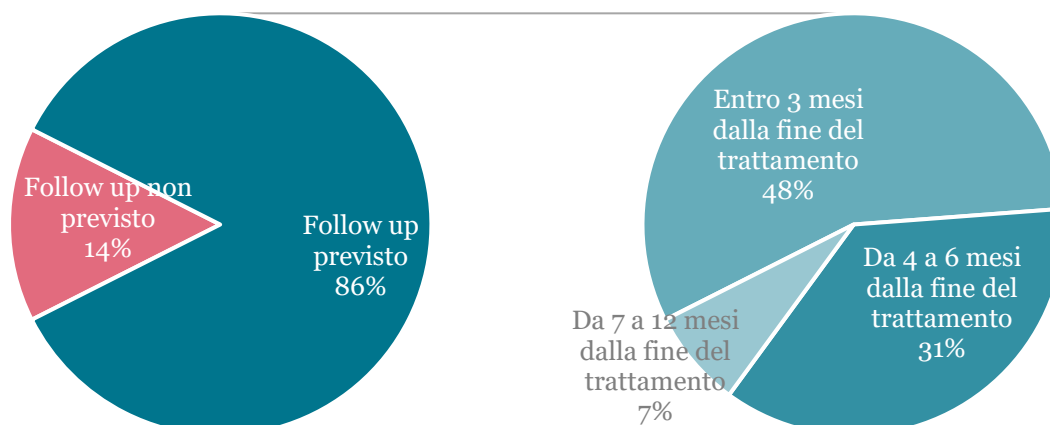 Follow up non
previsto
14%
Follow up
previsto
86%
Entro 3 mesi
dalla fine del
trattamento
48%
Da 4 a 6 mesi
dalla fine del
trattamento
31%
Da 7 a 12 mesi
dalla fine del
trattamento
7%